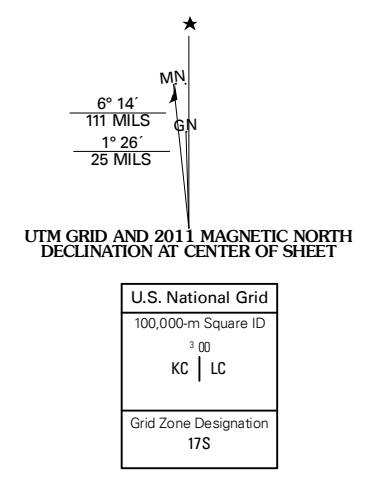 ★
M.N.
6° 14´
111 MILS
GN
1° 26´
25 MILS
UTM GRID AND 2011 MAGNETIC NORTH
DECLINATION AT CENTER OF SHEET
U.S. National Grid
100,000-m Square ID
3 00
KC | LC
Grid Zone Designation
17S